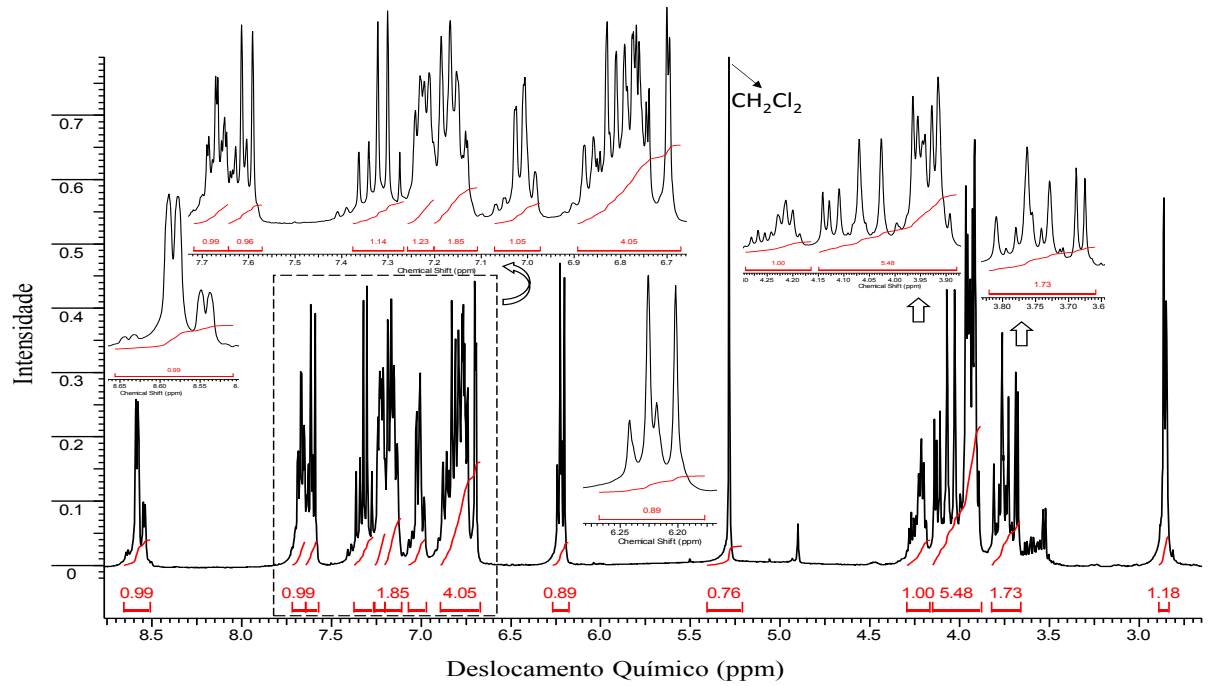 CH2Cl2
Intensidade
0.7
0.6
0.5
0.4
0.3
0.2
0.1
0
0.99 0.96 1.14 1.23 1.85 1.05 4.05
7.7 7.6 7.5 7.4 7.3 7.2 7.1 7.0 6.9 6.8 6.7
Chemical Shift (ppm)
1.00 5.48
4.25 4.20 4.15 4.10 4.05 4.00 3.95 3.90
Chemical Shift (ppm)
1.73
3.80 3.75 3.70 3.6
Chemical Shift (ppm)
0.99
8.65 8.60 8.55 8.
Chemical Shift (ppm)
0.89
6.25 6.20
Chemical Shift (ppm)
0.99 0.99 1.85 4.05 0.89 0.76 1.00 5.48 1.73 1.18
8.5 8.0 7.5 7.0 6.5 6.0 5.5 5.0 4.5 4.0 3.5 3.0
Deslocamento Químico (ppm)